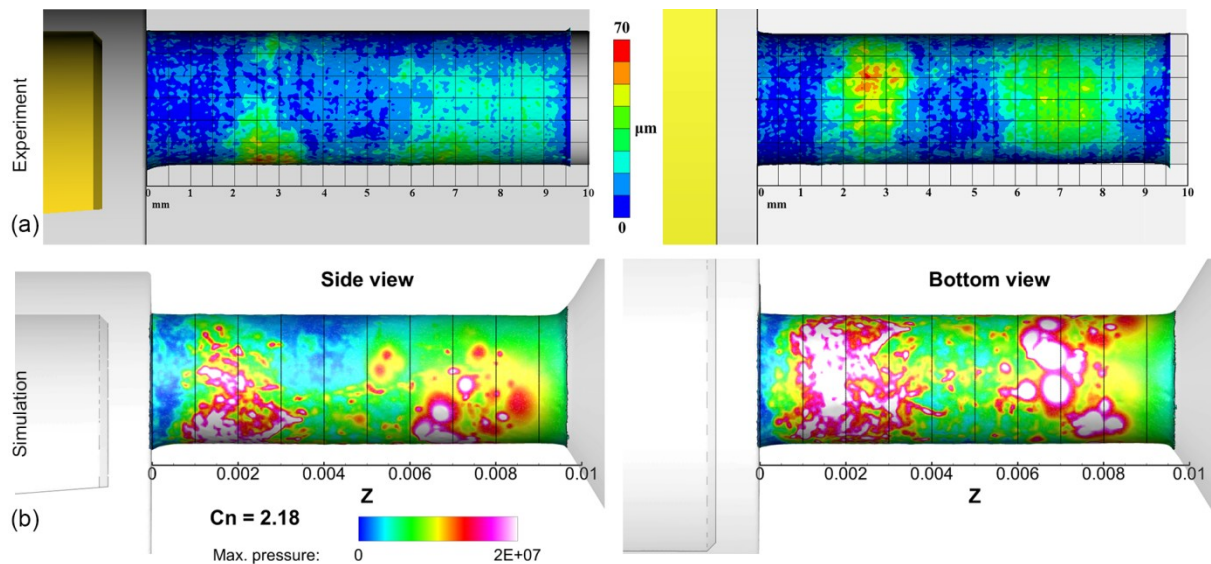 Experiment
(a)
70
µm
0
0 1 2 3 4 5 6 7 8 9 10
mm
0 1 2 3 4 5 6 7 8 9 10
mm
Simulation
(b)
Side view
Bottom view
0 0.002 0.004 0.006 0.008 0.01
Z
0 0.002 0.004 0.006 0.008 0.01
Z
Cn = 2.18
Max. pressure: 0 2E+07